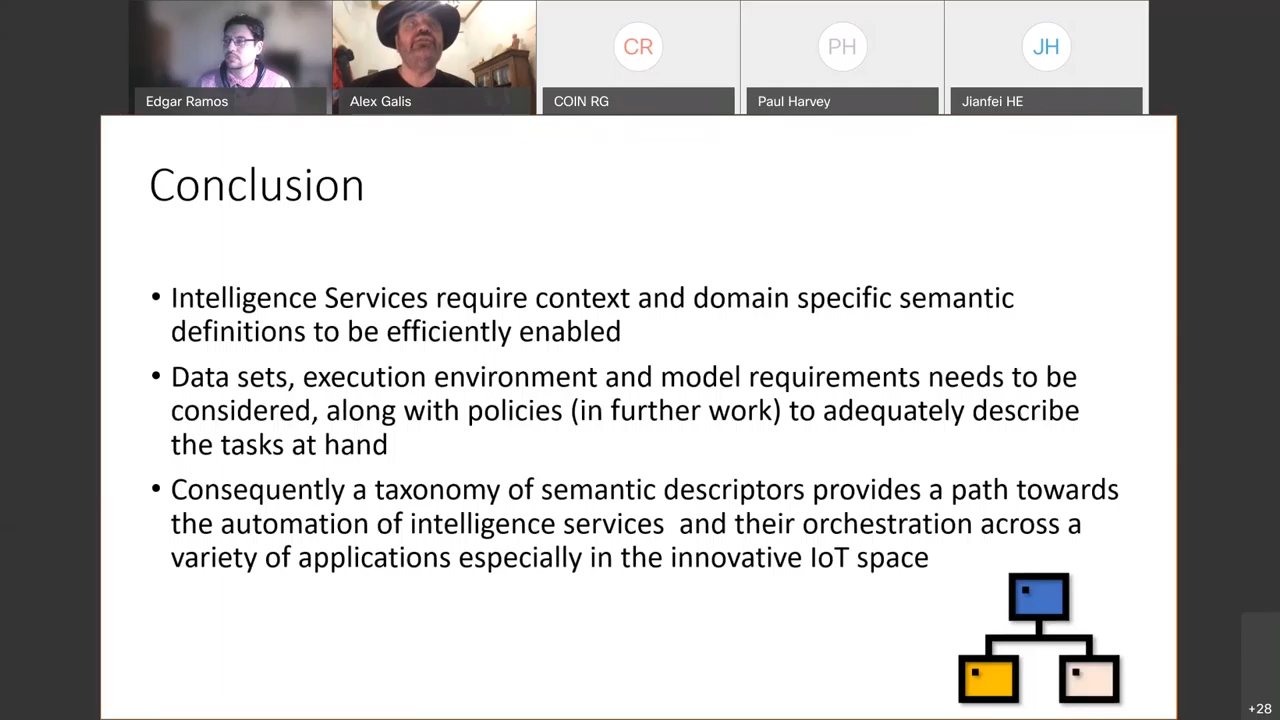 CR
PH
JH
Edgar Ramos
Alex Galis
COIN RG
Paul Harvey
Jianfei HE
Conclusion
• Intelligence Services require context and domain specific semantic
definitions to be efficiently enabled
• Data sets, execution environment and model requirements needs to be
considered, along with policies (in further work) to adequately describe
the tasks at hand
• Consequently a taxonomy of semantic descriptors provides a path towards
the automation of intelligence services and their orchestration across a
variety of applications especially in the innovative IoT space
+28